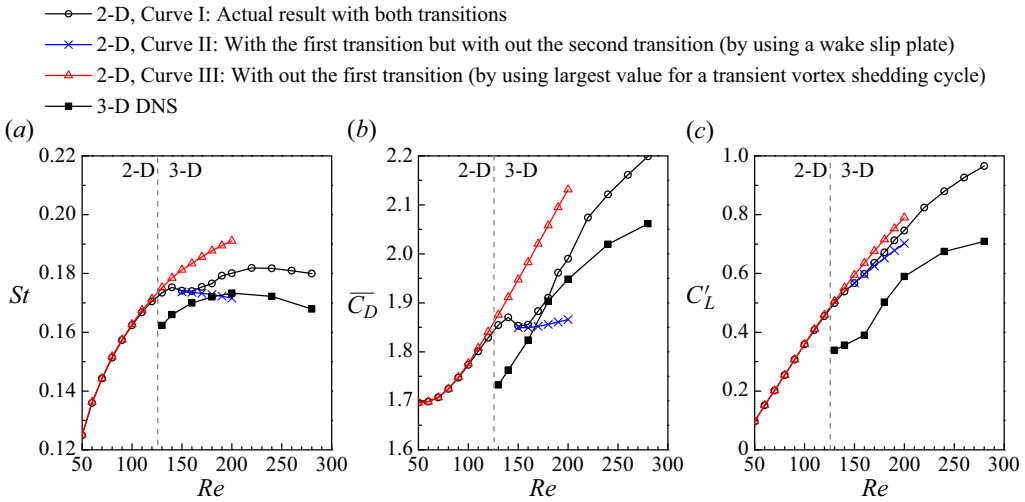 2-D, Curve I: Actual result with both transitions
2-D, Curve II: With the first transition but with out the second transition (by using a wake slip plate)
2-D, Curve III: With out the first transition (by using largest value for a transient vortex shedding cycle)
3-D DNS
(a) (b) (c)
0.22 2.2 1.0
2-D 3-D 2-D 3-D 2-D 3-D
0.20 2.1 0.8
0.18 2.0 0.6
St C_D C'_L
0.16 1.9 0.4
0.14 1.8 0.2
1.7
0.12 1.6 0
50 100 150 200 250 300 50 100 150 200 250 300 50 100 150 200 250 300
Re Re Re